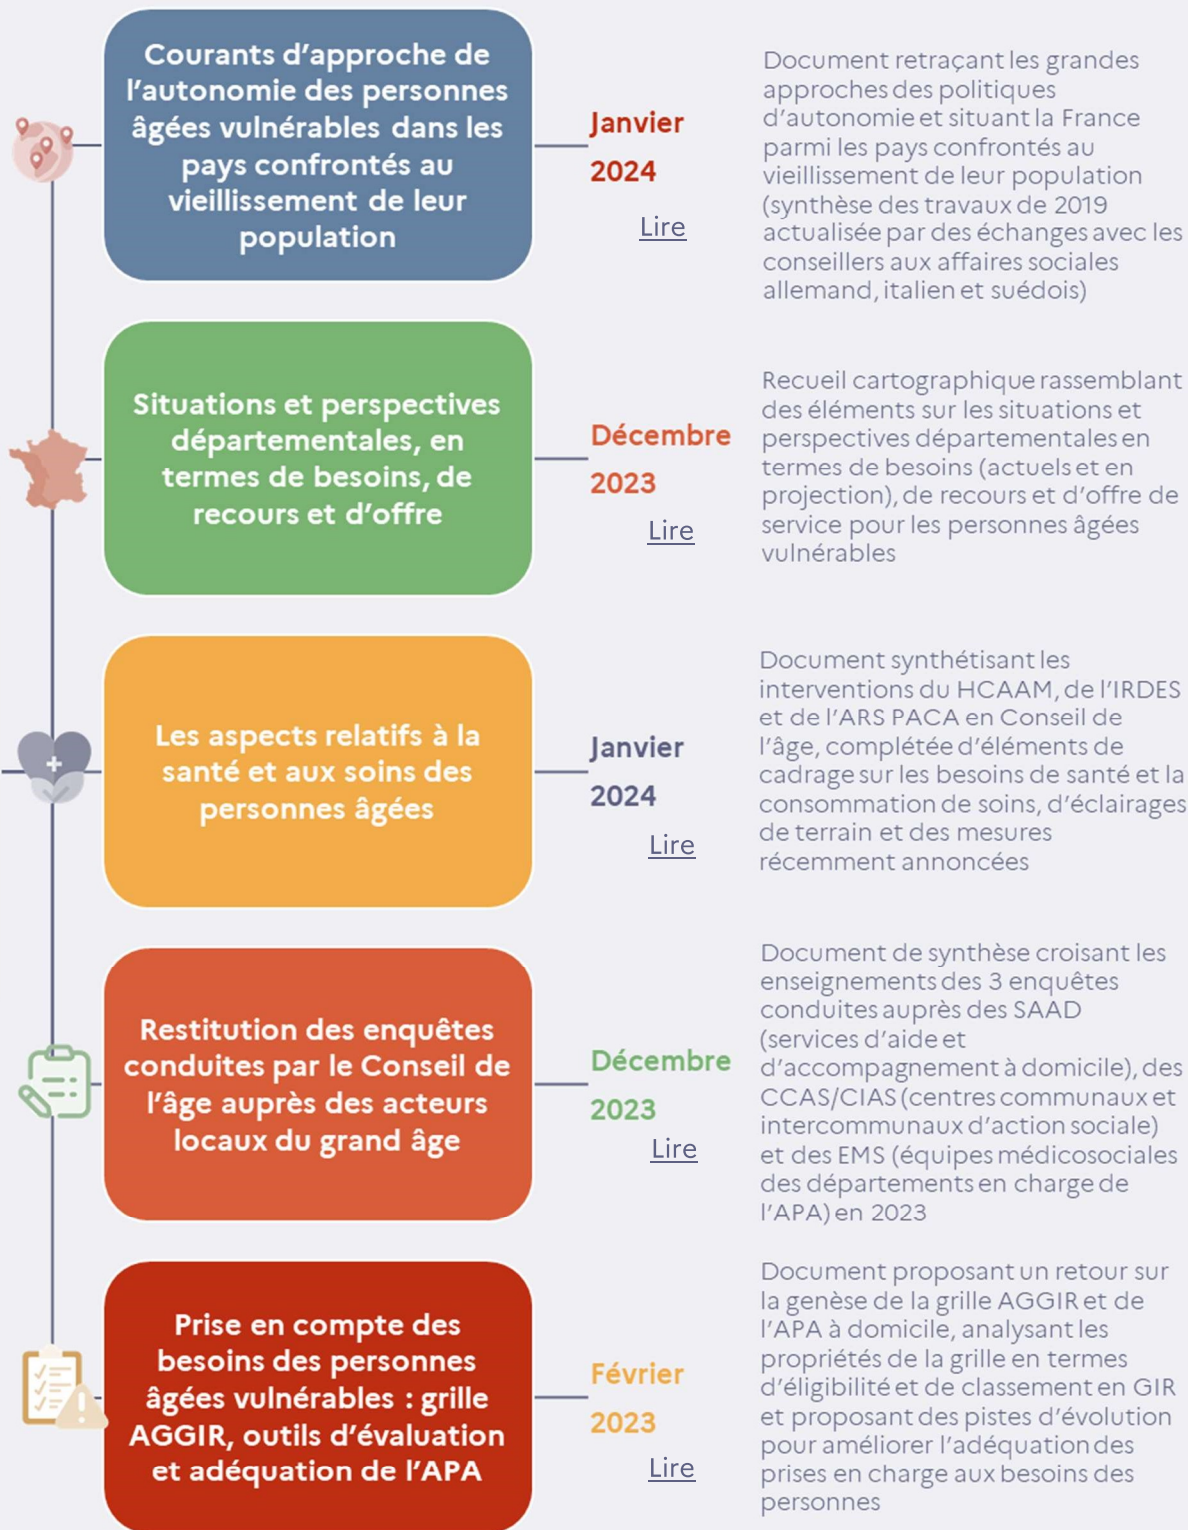 Courants d'approche de
l'autonomie des personnes
âgées vulnérables dans les
pays confrontés au
vieillissement de leur
population
Janvier
2024
Lire
Document retraçant les grandes
approches des politiques
d'autonomie et situant la France
parmi les pays confrontés au
vieillissement de leur population
(synthèse des travaux de 2019
actualisée par des échanges avec les
conseillers aux affaires sociales
allemand, italien et suédois)
Situations et perspectives
départementales, en
termes de besoins, de
recours et d'offre
Décembre
2023
Lire
Recueil cartographique rassemblant
des éléments sur les situations et
perspectives départementales en
termes de besoins (actuels et en
projection), de recours et d'offre de
service pour les personnes âgées
vulnérables
Les aspects relatifs à la
santé et aux soins des
personnes âgées
Janvier
2024
Lire
Document synthétisant les
interventions du HCAAM, de l'IRDES
et de l'ARS PACA en Conseil de
l'âge, complétée d'éléments de
cadrage sur les besoins de santé et la
consommation de soins, d'éclairages
de terrain et des mesures
récemment annoncées
Restitution des enquêtes
conduites par le Conseil de
l'âge auprès des acteurs
locaux du grand âge
Décembre
2023
Lire
Document de synthèse croisant les
enseignements des 3 enquêtes
conduites auprès des SAAD
(services d'aide et
d'accompagnement à domicile), des
CCAS/CIAS (centres communaux et
intercommunaux d'action sociale)
et des EMS (équipes médicosociales
des départements en charge de
l'APA) en 2023
Prise en compte des
besoins des personnes
âgées vulnérables : grille
AGGIR, outils d'évaluation
et adéquation de l'APA
Février
2023
Lire
Document proposant un retour sur
la genèse de la grille AGGIR et de
l'APA à domicile, analysant les
propriétés de la grille en termes
d'éligibilité et de classement en GIR
et proposant des pistes d'évolution
pour améliorer l'adéquation des
prises en charge aux besoins des
personnes